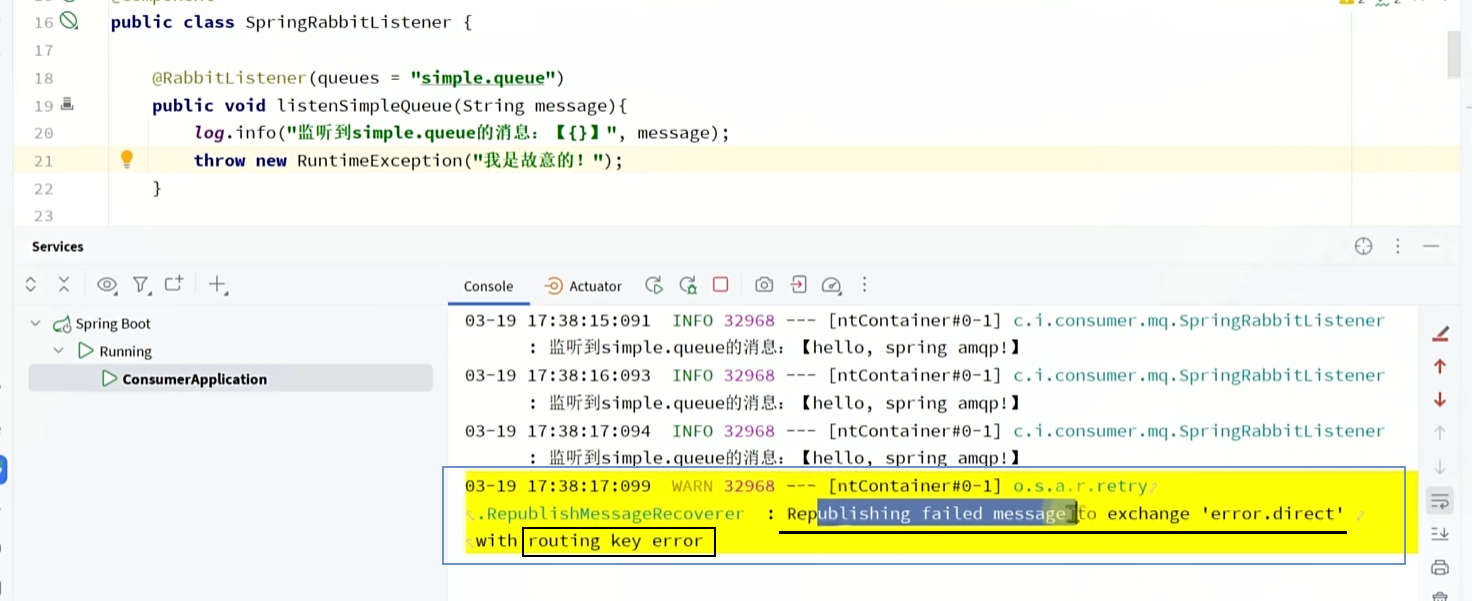 16 public class SpringRabbitListener {
17
18 @RabbitListener(queues = "simple.queue")
19 public void listenSimpleQueue(String message){
20 log.info("监听到simple.queue的消息：【{}】", message);
21 throw new RuntimeException("我是故意的！");
22 }
23
Services
Console Actuator
Spring Boot
Running
ConsumerApplication
03-19 17:38:15:091 INFO 32968 --- [ntContainer#0-1] c.i.consumer.mq.SpringRabbitListener
: 监听到simple.queue的消息：【hello, spring amqp!】
03-19 17:38:16:093 INFO 32968 --- [ntContainer#0-1] c.i.consumer.mq.SpringRabbitListener
: 监听到simple.queue的消息：【hello, spring amqp!】
03-19 17:38:17:094 INFO 32968 --- [ntContainer#0-1] c.i.consumer.mq.SpringRabbitListener
: 监听到simple.queue的消息：【hello, spring amqp!】
03-19 17:38:17:099 WARN 32968 --- [ntContainer#0-1] o.s.a.r.retry
.RepublishMessageRecoverer : Republishing failed message to exchange 'error.direct'
with routing key error